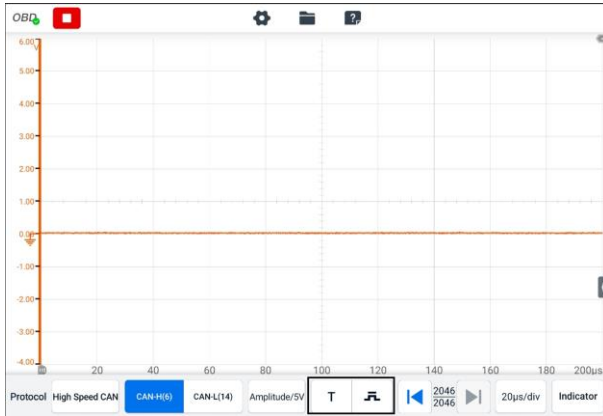 OBD
?
6.00
V
5.00
4.00
3.00
2.00
1.00
0.00
-1.00
-2.00
-3.00
-4.00
20
40
60
80
100
120
140
160
180
200µs
Protocol
High Speed CAN
CAN-H(6)
CAN-L(14)
Amplitude/5V
T
2046
2046
20µs/div
Indicator